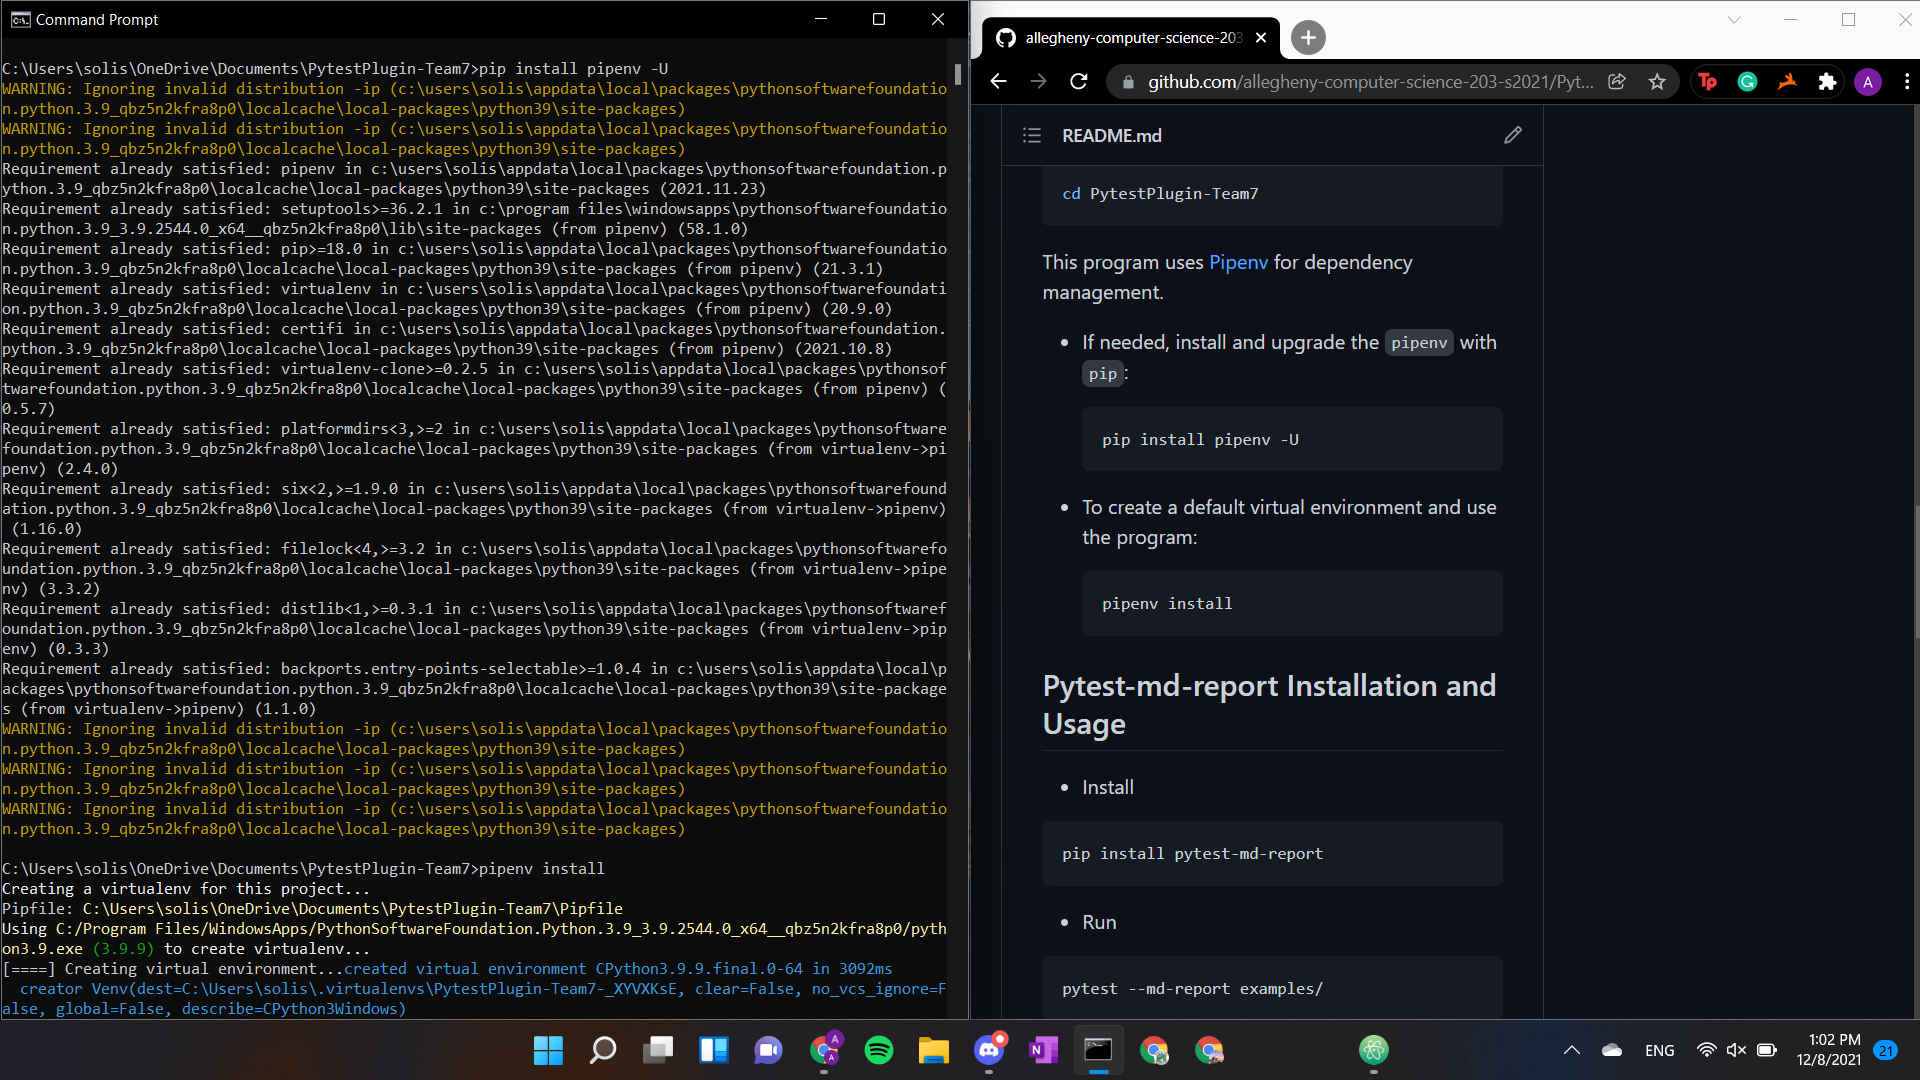 Command Prompt
C:\Users\solis\OneDrive\Documents\PytestPlugin-Team7>pip install pipenv -U
WARNING: Ignoring invalid distribution -ip (c:\users\solis\appdata\local\packages\pythonsoftwarefoundatio
n.python.3.9_qbz5n2kfra8p0\localcache\local-packages\python39\site-packages)
WARNING: Ignoring invalid distribution -ip (c:\users\solis\appdata\local\packages\pythonsoftwarefoundatio
n.python.3.9_qbz5n2kfra8p0\localcache\local-packages\python39\site-packages)
Requirement already satisfied: pipenv in c:\users\solis\appdata\local\packages\pythonsoftwarefoundation.p
ython.3.9_qbz5n2kfra8p0\localcache\local-packages\python39\site-packages (2021.11.23)
Requirement already satisfied: setuptools>=36.2.1 in c:\program files\windowsapps\pythonsoftwarefoundatio
n.python.3.9_3.9.2544.0_x64__qbz5n2kfra8p0\lib\site-packages (from pipenv) (58.1.0)
Requirement already satisfied: pip>=18.0 in c:\users\solis\appdata\local\packages\pythonsoftwarefoundatio
n.python.3.9_qbz5n2kfra8p0\localcache\local-packages\python39\site-packages (from pipenv) (21.3.1)
Requirement already satisfied: virtualenv in c:\users\solis\appdata\local\packages\pythonsoftwarefoundati
on.python.3.9_qbz5n2kfra8p0\localcache\local-packages\python39\site-packages (from pipenv) (20.9.0)
Requirement already satisfied: certifi in c:\users\solis\appdata\local\packages\pythonsoftwarefoundation.
python.3.9_qbz5n2kfra8p0\localcache\local-packages\python39\site-packages (from pipenv) (2021.10.8)
Requirement already satisfied: virtualenv-clone>=0.2.5 in c:\users\solis\appdata\local\packages\pythonsof
twarefoundation.python.3.9_qbz5n2kfra8p0\localcache\local-packages\python39\site-packages (from pipenv) (
0.5.7)
Requirement already satisfied: platformdirs<3,>=2 in c:\users\solis\appdata\local\packages\pythonsoftware
foundation.python.3.9_qbz5n2kfra8p0\localcache\local-packages\python39\site-packages (from virtualenv->pi
penv) (2.4.0)
Requirement already satisfied: six<2,>=1.9.0 in c:\users\solis\appdata\local\packages\pythonsoftwarefound
ation.python.3.9_qbz5n2kfra8p0\localcache\local-packages\python39\site-packages (from virtualenv->pipenv)
 (1.16.0)
Requirement already satisfied: filelock<4,>=3.2 in c:\users\solis\appdata\local\packages\pythonsoftwarefo
undation.python.3.9_qbz5n2kfra8p0\localcache\local-packages\python39\site-packages (from virtualenv->pipe
nv) (3.3.2)
Requirement already satisfied: distlib<1,>=0.3.1 in c:\users\solis\appdata\local\packages\pythonsoftwaref
oundation.python.3.9_qbz5n2kfra8p0\localcache\local-packages\python39\site-packages (from virtualenv->pip
env) (0.3.3)
Requirement already satisfied: backports.entry-points-selectable>=1.0.4 in c:\users\solis\appdata\local\p
ackages\pythonsoftwarefoundation.python.3.9_qbz5n2kfra8p0\localcache\local-packages\python39\site-package
s (from virtualenv->pipenv) (1.1.0)
WARNING: Ignoring invalid distribution -ip (c:\users\solis\appdata\local\packages\pythonsoftwarefoundatio
n.python.3.9_qbz5n2kfra8p0\localcache\local-packages\python39\site-packages)
WARNING: Ignoring invalid distribution -ip (c:\users\solis\appdata\local\packages\pythonsoftwarefoundatio
n.python.3.9_qbz5n2kfra8p0\localcache\local-packages\python39\site-packages)
WARNING: Ignoring invalid distribution -ip (c:\users\solis\appdata\local\packages\pythonsoftwarefoundatio
n.python.3.9_qbz5n2kfra8p0\localcache\local-packages\python39\site-packages)
C:\Users\solis\OneDrive\Documents\PytestPlugin-Team7>pipenv install
Creating a virtualenv for this project...
Pipfile: C:\Users\solis\OneDrive\Documents\PytestPlugin-Team7\Pipfile
Using C:/Program Files/WindowsApps/PythonSoftwareFoundation.Python.3.9_3.9.2544.0_x64__qbz5n2kfra8p0/pyth
on3.9.exe (3.9.9) to create virtualenv...
[====] Creating virtual environment...created virtual environment CPython3.9.9.final.0-64 in 3092ms
  creator Venv(dest=C:\Users\solis\.virtualenvs\PytestPlugin-Team7-_XYVXKsE, clear=False, no_vcs_ignore=F
alse, global=False, describe=CPython3Windows)
allegheny-computer-science-203
github.com/allegheny-computer-science-203-s2021/Pyt...
Tp
G
A
README.md
cd PytestPlugin-Team7
This program uses Pipenv for dependency
management.
• If needed, install and upgrade the pipenv with
pip:
pip install pipenv -U
• To create a default virtual environment and use
the program:
pipenv install
Pytest-md-report Installation and
Usage
• Install
pip install pytest-md-report
• Run
pytest --md-report examples/
A
A
N
ENG
1:02 PM
12/8/2021
21